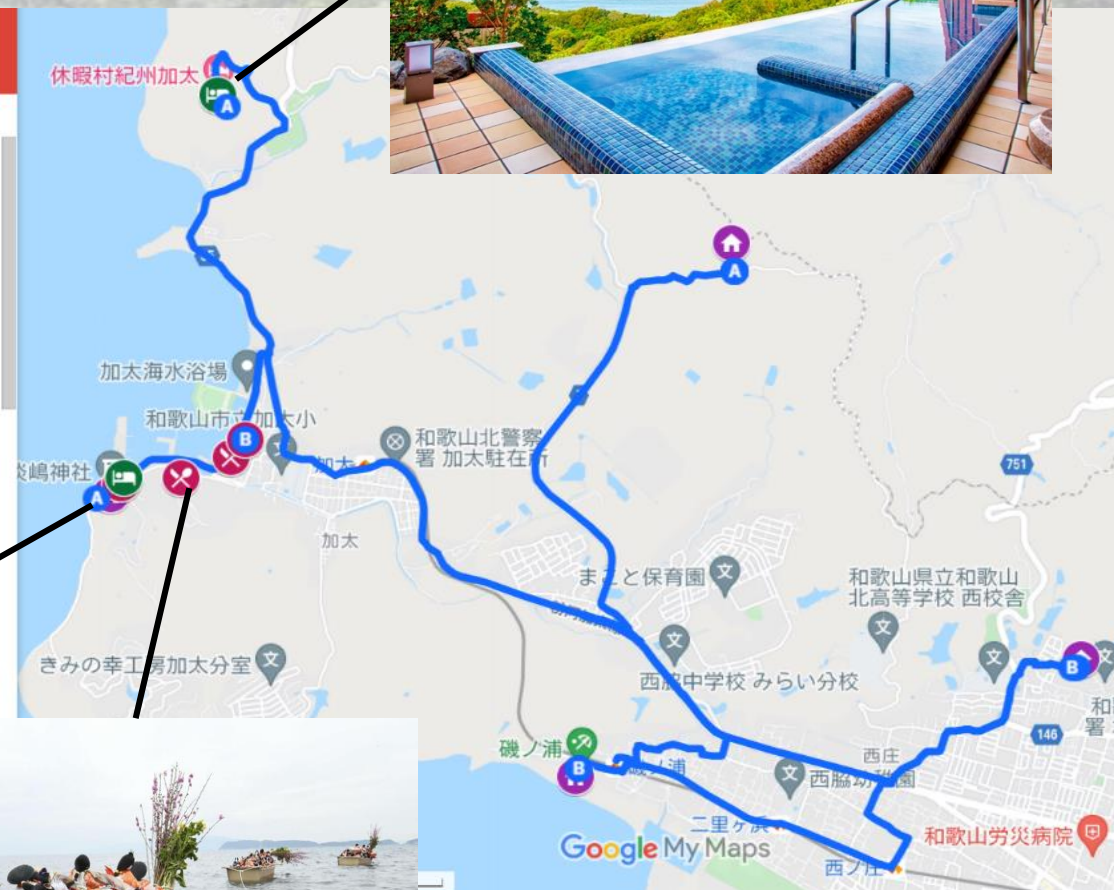 休暇村紀州加太
A
A
加太海水浴場
和歌山市立加太小
B
和歌山北警察
署 加太駐在所
淡嶋神社
A
加太
加太
751
まこと保育園
和歌山県立和歌山
北高等学校 西校舎
きみの幸工房加太分室
西脇中学校 みらい分校
B
146
磯ノ浦
B
磯ノ浦
西庄
西脇幼稚園
二里ヶ浜
和歌山労災病院
Google My Maps
西ノ庄